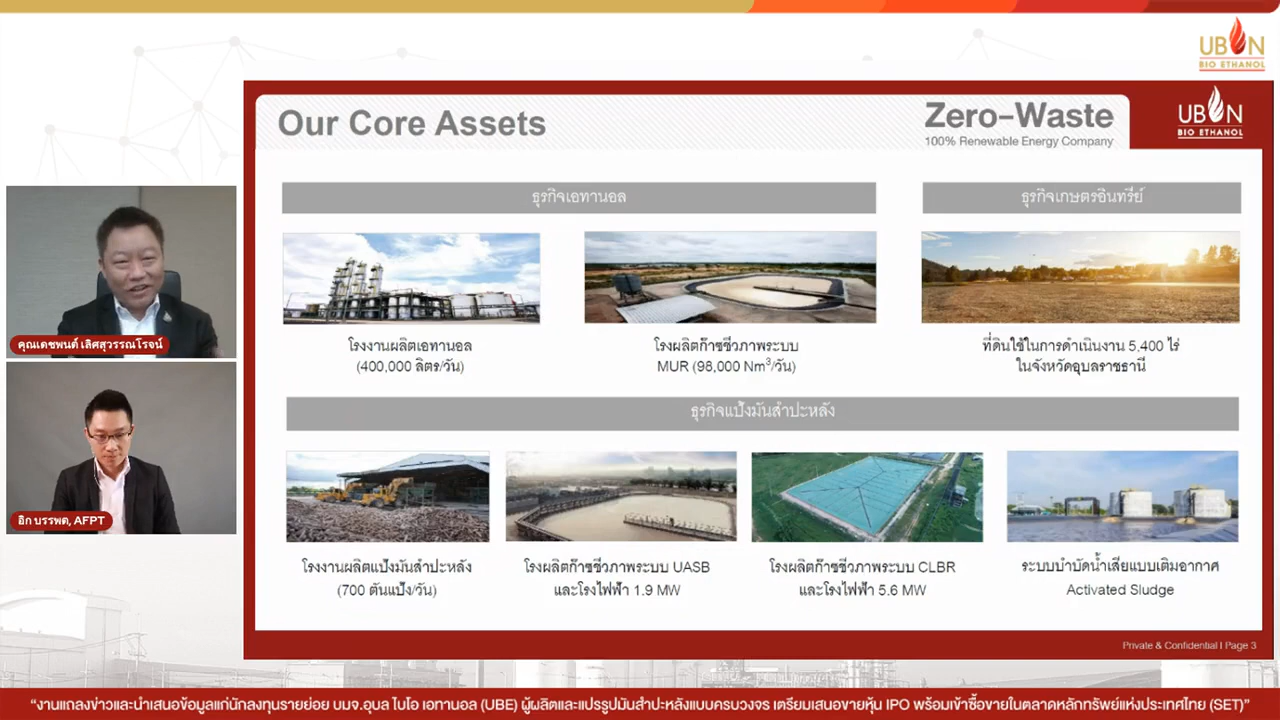 UBON
BIO ETHANOL
Our Core Assets
Zero-Waste
100% Renewable Energy Company
UBON
BIO ETHANOL
ธุรกิจเอทานอล
ธุรกิจเกษตรอินทรีย์
โรงงานผลิตเอทานอล
(400,000 ลิตร/วัน)
โรงผลิตก๊าซชีวภาพระบบ
MUR (98,000 Nm³/วัน)
ที่ดินใช้ในการดำเนินงาน 5,400 ไร่
ในจังหวัดอุบลราชธานี
ธุรกิจแป้งมันสำปะหลัง
โรงงานผลิตแป้งมันสำปะหลัง
(700 ตันแป้ง/วัน)
โรงผลิตก๊าซชีวภาพระบบ UASB
และโรงไฟฟ้า 1.9 MW
โรงผลิตก๊าซชีวภาพระบบ CLBR
และโรงไฟฟ้า 5.6 MW
ระบบบำบัดน้ำเสียแบบเติมอากาศ
Activated Sludge
Private & Confidential I Page 3
คุณเดชพนต์ เลิศสุวรรณโรจน์
อิก บรรพต, AFPT
“งานแถลงข่าวและนำเสนอข้อมูลแก่นักลงทุนรายย่อย บมจ.อุบล ไบโอ เอทานอล (UBE) ผู้ผลิตและแปรรูปมันสำปะหลังแบบครบวงจร เตรียมเสนอขายหุ้น IPO พร้อมเข้าซื้อขายในตลาดหลักทรัพย์แห่งประเทศไทย (SET)”